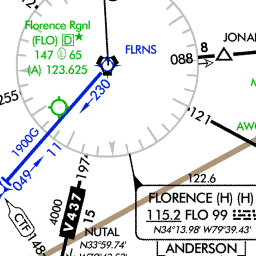 Florence Rgnl
(FLO) D★
147 65
(A) 123.625
FLRNS
088
8
JONA
M
255
230
121
AWC
1900G
11
049
197
122.6
FLORENCE (H) (H)
115.2 FLO 99
N34°13.98' W79°39.43'
ANDERSON
V437
4000
15
CTF
148
NUTAL
N33°59.74'